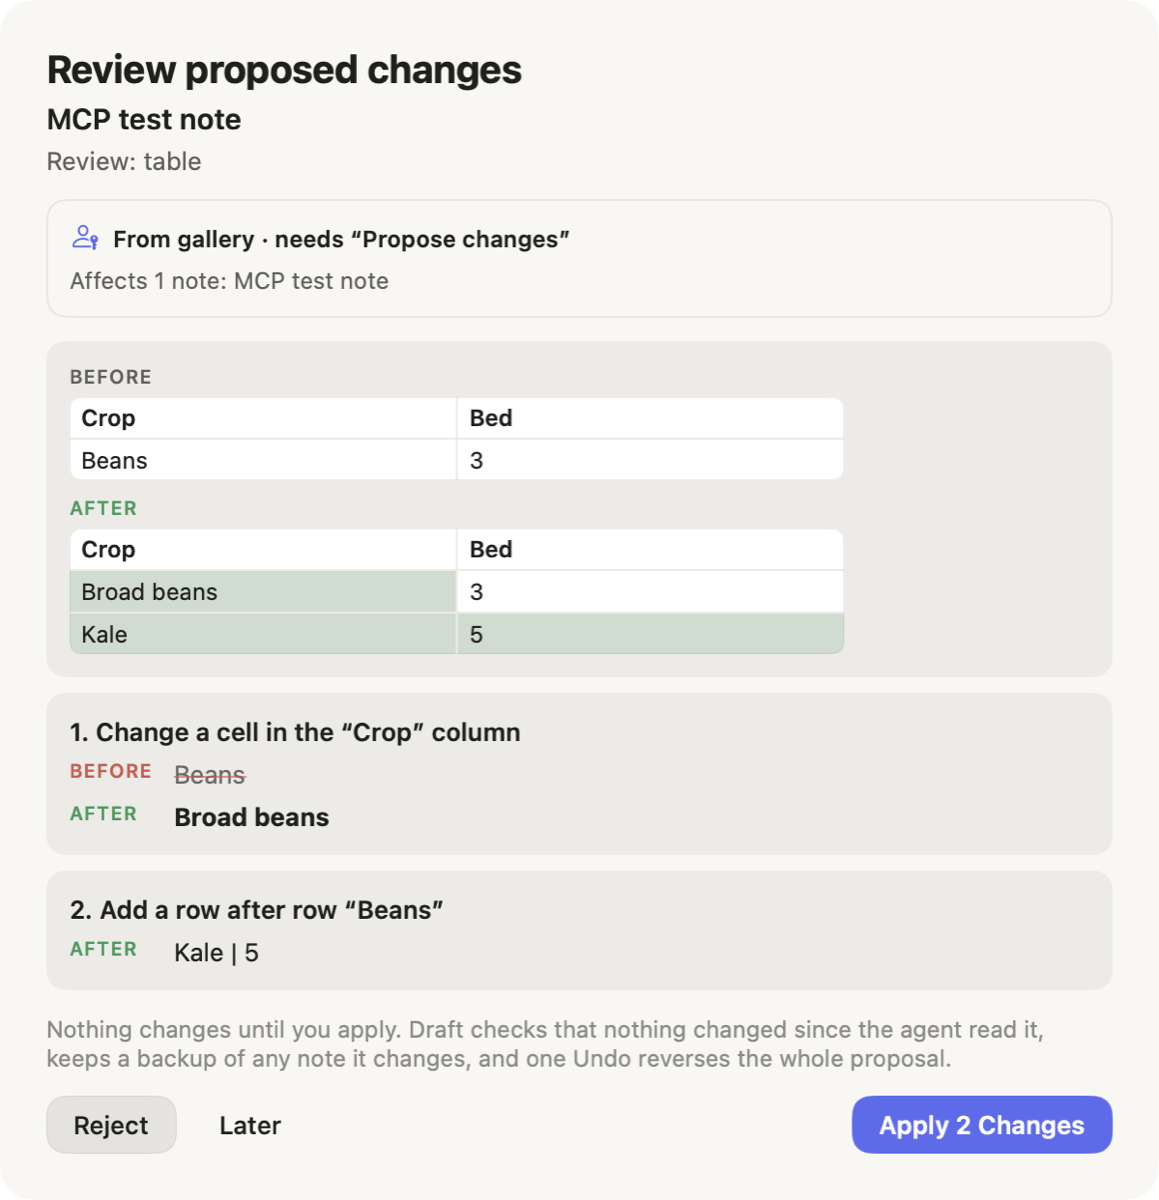 Review proposed changes
MCP test note
Review: table
From gallery · needs “Propose changes”
Affects 1 note: MCP test note
BEFORE
Crop Bed
Beans 3
AFTER
Crop Bed
Broad beans 3
Kale 5
1. Change a cell in the “Crop” column
BEFORE Beans
AFTER Broad beans
2. Add a row after row “Beans”
AFTER Kale | 5
Nothing changes until you apply. Draft checks that nothing changed since the agent read it,
keeps a backup of any note it changes, and one Undo reverses the whole proposal.
Reject Later Apply 2 Changes